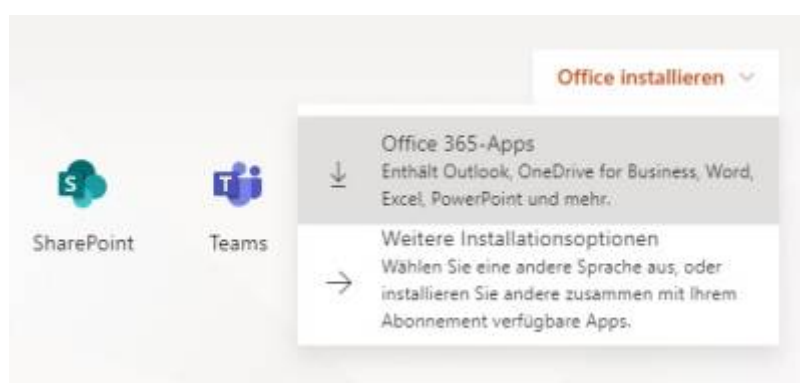 Office installieren
Office 365-Apps
Enthält Outlook, OneDrive for Business, Word,
Excel, PowerPoint und mehr.
Weitere Installationsoptionen
Wählen Sie eine andere Sprache aus, oder
installieren Sie andere zusammen mit Ihrem
Abonnement verfügbare Apps.
SharePoint
Teams